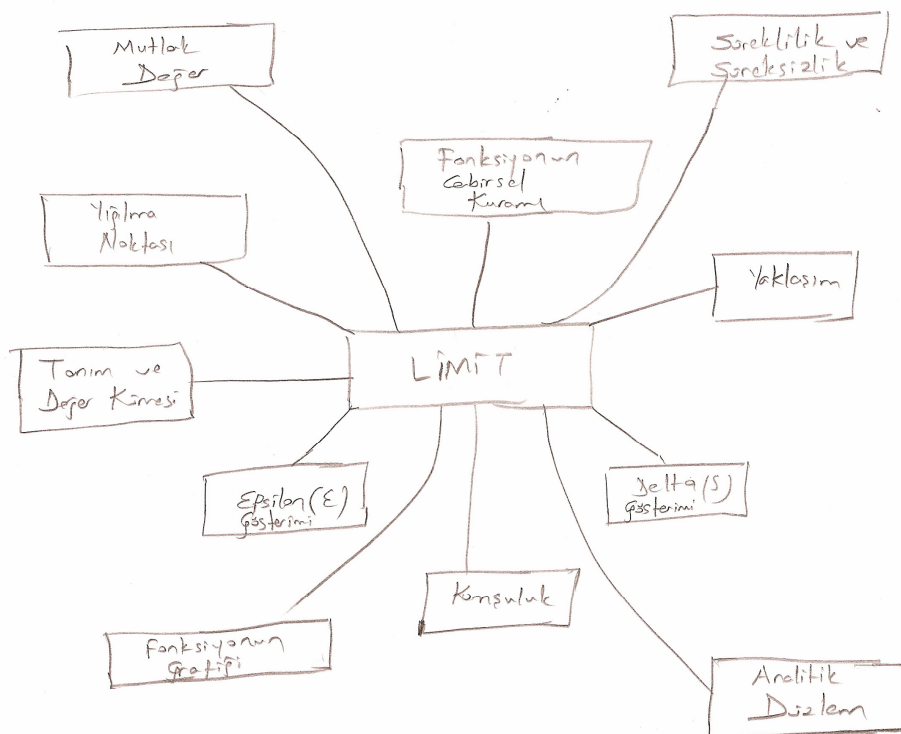 Mutlak
Değer
Süreklilik ve
Süreksizlik
Fonksiyonun
Cebirsel
Kuramı
Yığılma
Noktası
Yaklaşım
LİMİT
Tanım ve
Değer Kümesi
Epsilon (ε)
gösterimi
Delta (δ)
gösterimi
Komşuluk
Fonksiyonun
Grafiği
Analitik
Düzlem